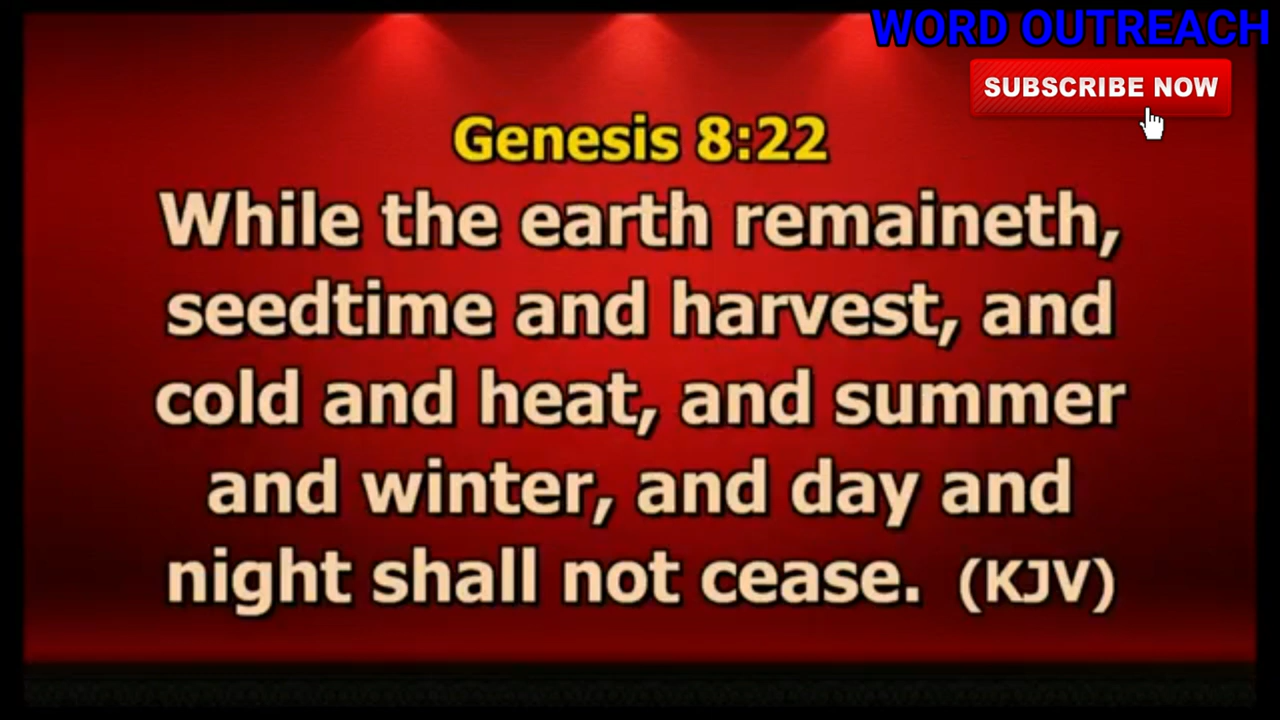 WORD OUTREACH
SUBSCRIBE NOW
Genesis 8:22
While the earth remaineth,
seedtime and harvest, and
cold and heat, and summer
and winter, and day and
night shall not cease. (KJV)